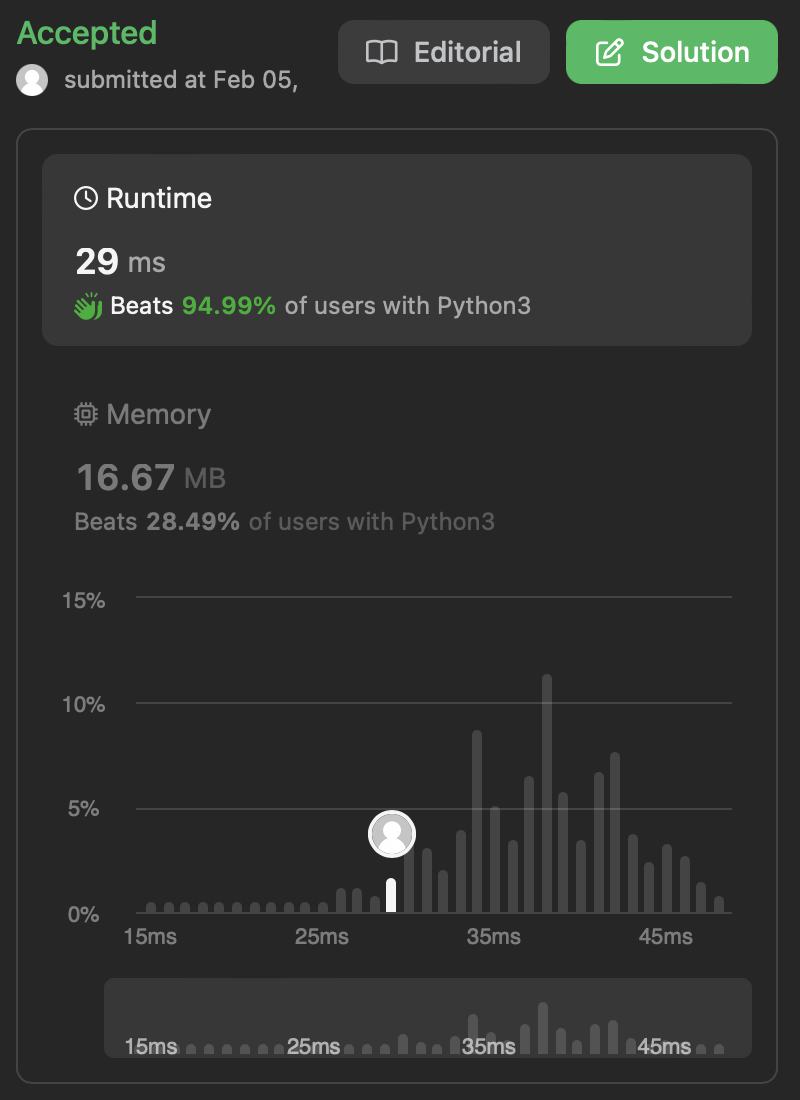 Accepted
Editorial
Solution
submitted at Feb 05,
Runtime
29 ms
Beats 94.99% of users with Python3
Memory
16.67 MB
Beats 28.49% of users with Python3
15%
10%
5%
0%
15ms 25ms 35ms 45ms
15ms 25ms 35ms 45ms